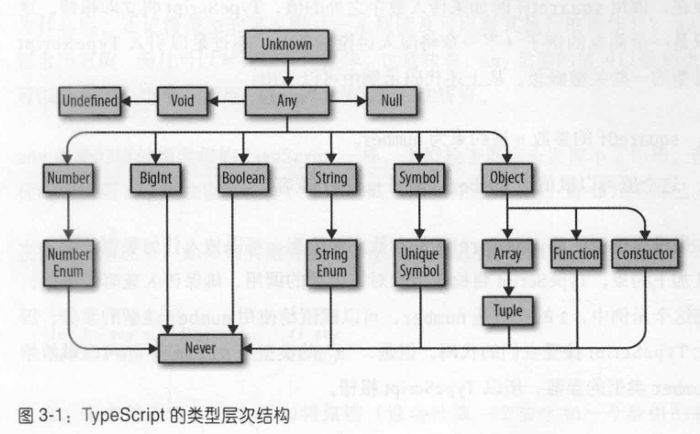 Unknown
Undefined Void Any Null
Number BigInt Boolean String Symbol Object
Number Enum String Enum Unique Symbol Array Function Constuctor
Tuple
Never
图 3-1：TypeScript 的类型层次结构